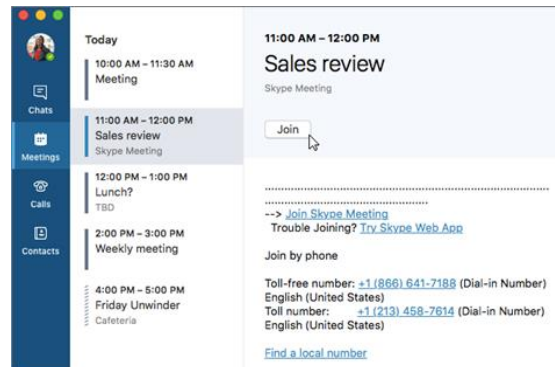 Chats
Meetings
Calls
Contacts
Today
10:00 AM – 11:30 AM
Meeting
11:00 AM – 12:00 PM
Sales review
Skype Meeting
12:00 PM – 1:00 PM
Lunch?
TBD
2:00 PM – 3:00 PM
Weekly meeting
4:00 PM – 5:00 PM
Friday Unwinder
Cafeteria
11:00 AM – 12:00 PM
Sales review
Skype Meeting
Join
...........................................................................................
....................................................
--> Join Skype Meeting
Trouble Joining? Try Skype Web App
Join by phone
Toll-free number: +1 (866) 641-7188 (Dial-in Number)
English (United States)
Toll number: +1 (213) 458-7614 (Dial-in Number)
English (United States)
Find a local number